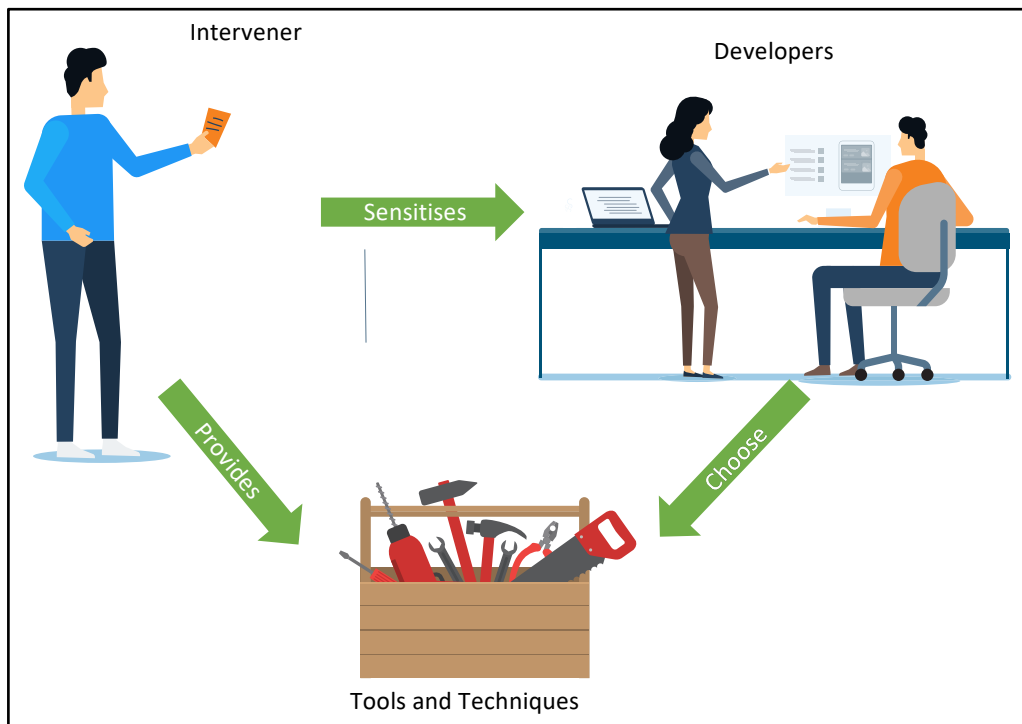 Intervener
Developers
Sensitises
Provides
Choose
Tools and Techniques